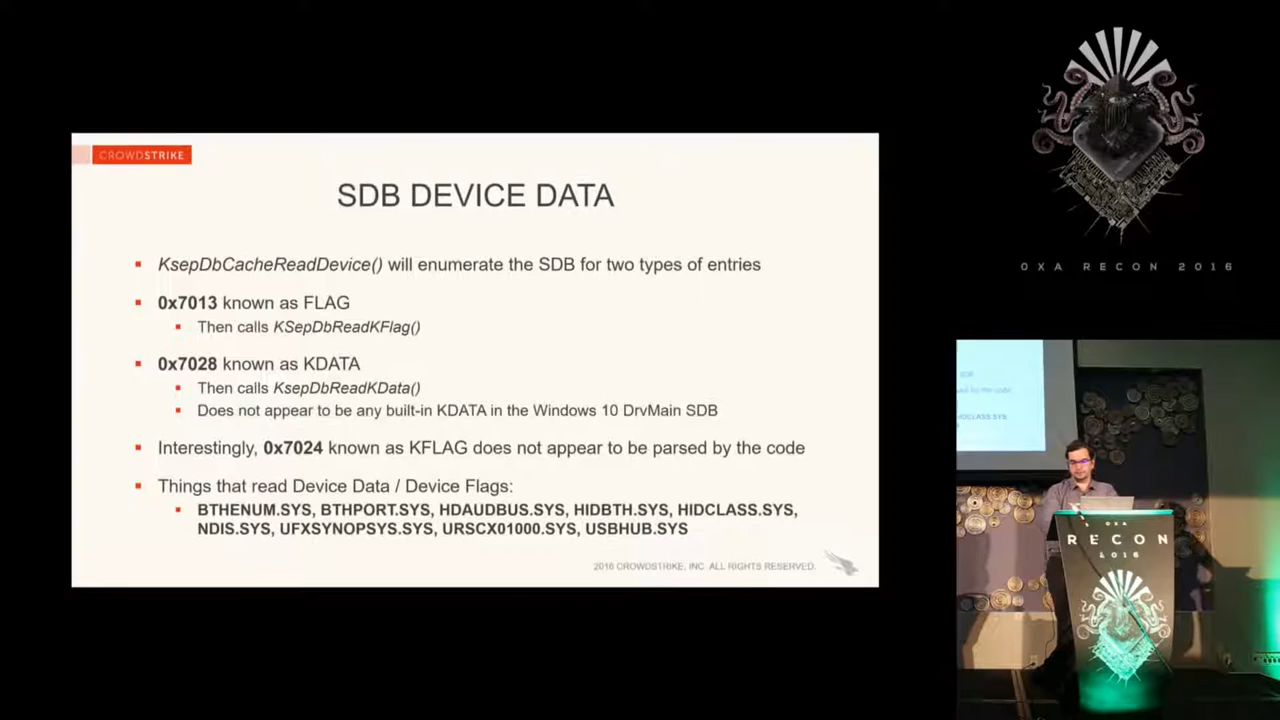 CROWDSTRIKE
SDB DEVICE DATA
KsepDbCacheReadDevice() will enumerate the SDB for two types of entries
0x7013 known as FLAG
Then calls KSepDbReadKFlag()
0x7028 known as KDATA
Then calls KsepDbReadKData()
Does not appear to be any built-in KDATA in the Windows 10 DrvMain SDB
Interestingly, 0x7024 known as KFLAG does not appear to be parsed by the code
Things that read Device Data / Device Flags:
BTHENUM.SYS, BTHPORT.SYS, HDAUDBUS.SYS, HIDBTH.SYS, HIDCLASS.SYS,
NDIS.SYS, UFXSYNOPSYS.SYS, URSCX01000.SYS, USBHUB.SYS
2016 CROWDSTRIKE, INC. ALL RIGHTS RESERVED.
0XA RECON 2016
0XA
RECON
2016